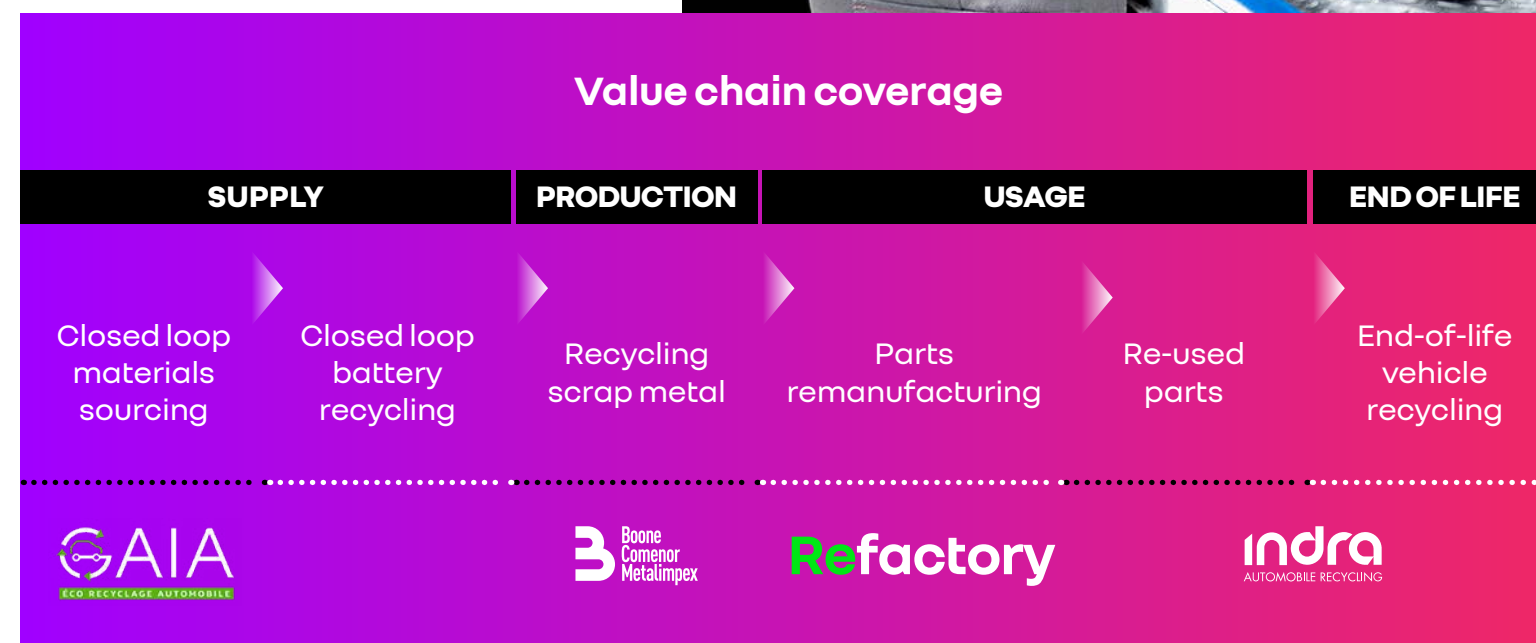 Value chain coverage
SUPPLY
PRODUCTION
USAGE
END OF LIFE
Closed loop
materials
sourcing
Closed loop
battery
recycling
Recycling
scrap metal
Parts
remanufacturing
Re-used
parts
End-of-life
vehicle
recycling
GAIA
ÉCO RECYCLAGE AUTOMOBILE
B
Boone
Comenor
Metalimpex
Refactory
indra
AUTOMOBILE RECYCLING